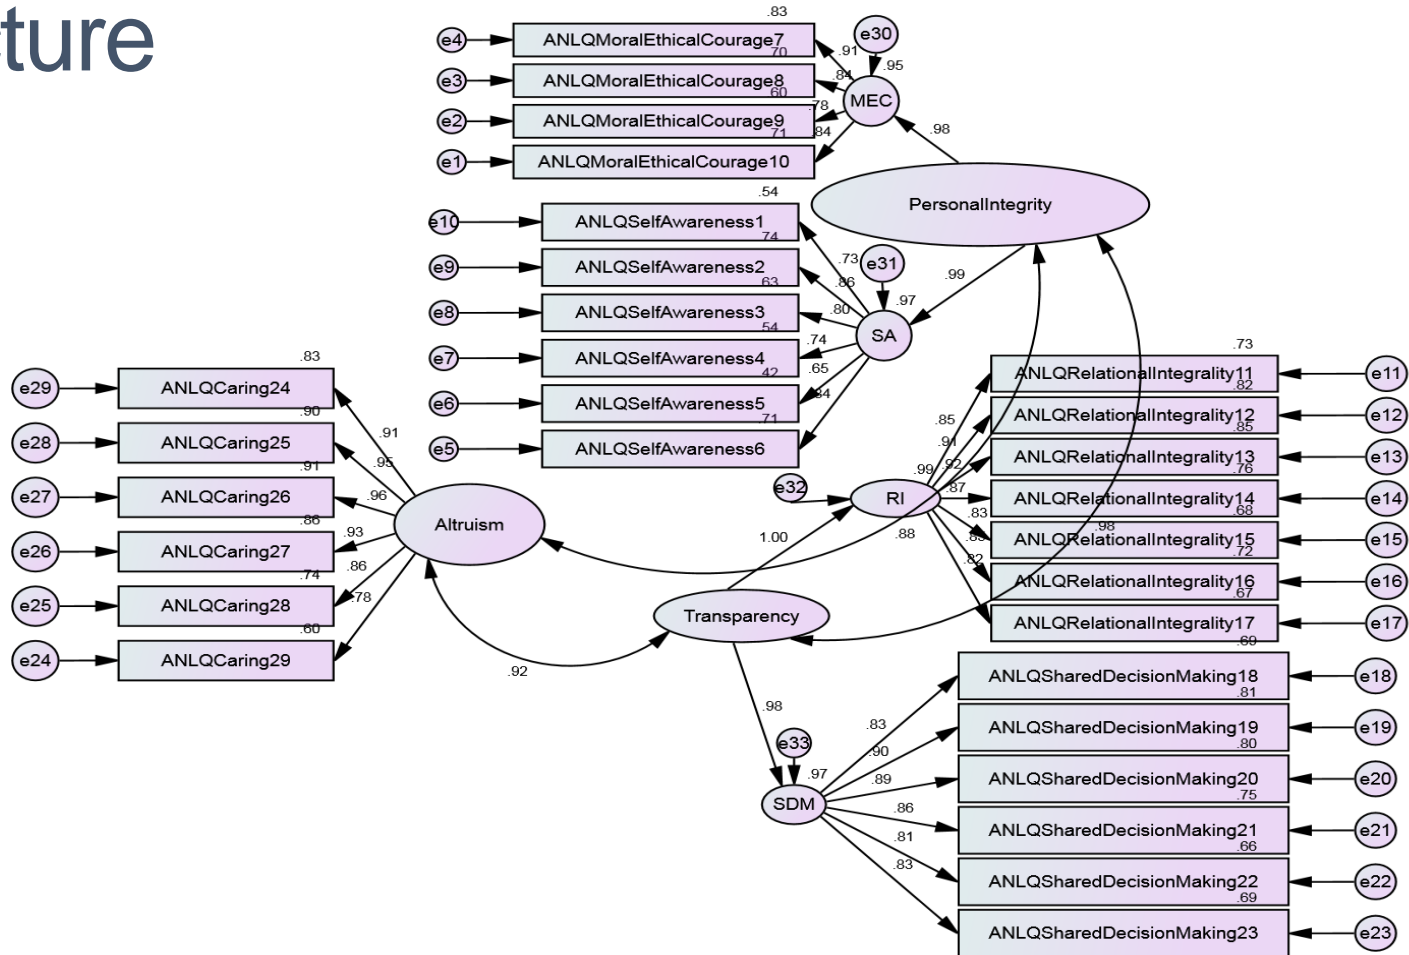 cture
.83
e4
ANLQMoralEthicalCourage7
.91
e30
.70
.95
e3
ANLQMoralEthicalCourage8
.84
MEC
.60
.78
e2
ANLQMoralEthicalCourage9
.98
.71
.84
e1
ANLQMoralEthicalCourage10
PersonalIntegrity
.54
e10
ANLQSelfAwareness1
.74
.73
e31
e9
ANLQSelfAwareness2
.86
.99
.63
.97
e8
ANLQSelfAwareness3
.80
SA
.54
.74
e7
ANLQSelfAwareness4
.42
.65
e6
ANLQSelfAwareness5
.84
.71
e5
ANLQSelfAwareness6
.83
e29
ANLQCaring24
.90
.91
e28
ANLQCaring25
.95
.91
e27
ANLQCaring26
.96
.86
e26
ANLQCaring27
.93
.74
.86
e25
ANLQCaring28
.78
.60
e24
ANLQCaring29
Altruism
.92
.88
.98
Transparency
1.00
e32
RI
.99
.73
.85
ANLQRelationalIntegrality11
e11
.82
.91
ANLQRelationalIntegrality12
e12
.85
.92
ANLQRelationalIntegrality13
e13
.76
.87
ANLQRelationalIntegrality14
e14
.68
.83
ANLQRelationalIntegrality15
e15
.72
ANLQRelationalIntegrality16
e16
.67
.82
ANLQRelationalIntegrality17
e17
.98
e33
.97
SDM
.69
.83
ANLQSharedDecisionMaking18
e18
.81
.90
ANLQSharedDecisionMaking19
e19
.80
.89
ANLQSharedDecisionMaking20
e20
.75
.86
ANLQSharedDecisionMaking21
e21
.66
.81
ANLQSharedDecisionMaking22
e22
.69
.83
ANLQSharedDecisionMaking23
e23